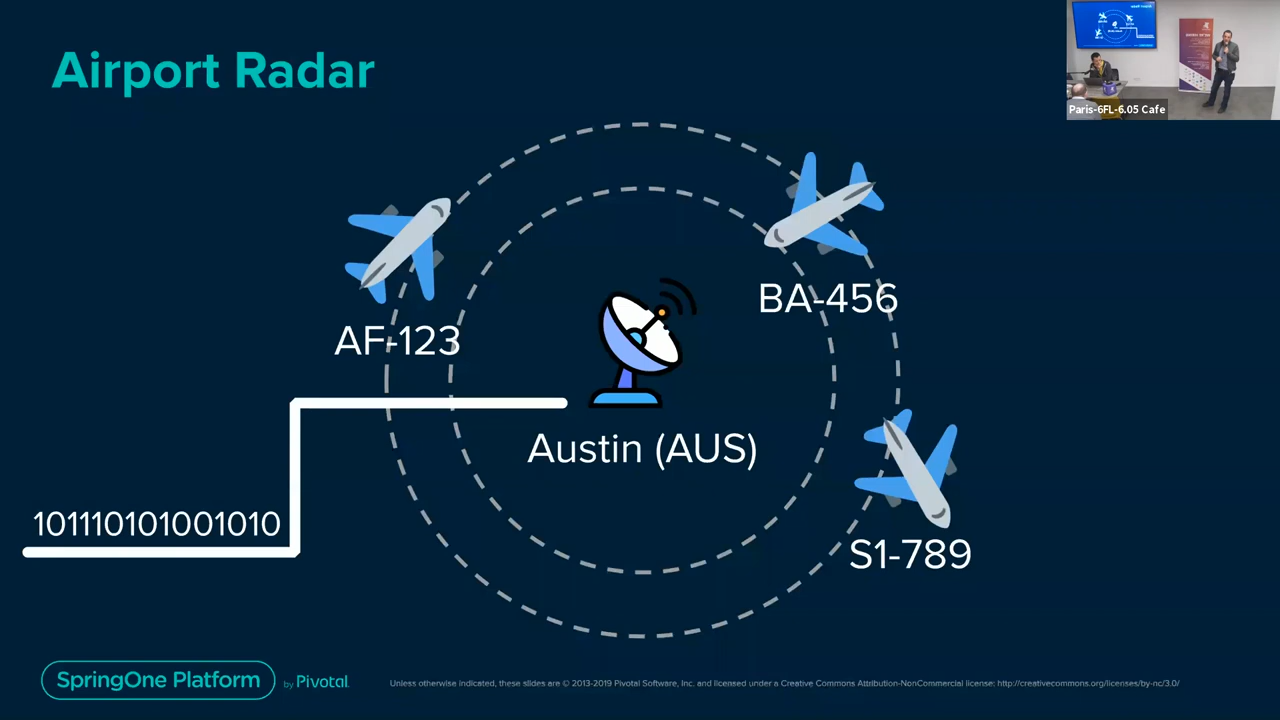 Airport Radar
Paris-6FL-6.05 Cafe
BA-456
AF-123
Austin (AUS)
101110101001010
S1-789
SpringOne Platform
by Pivotal
Unless otherwise indicated, these slides are © 2013-2019 Pivotal Software, Inc. and licensed under a Creative Commons Attribution-NonCommercial license: http://creativecommons.org/licenses/by-nc/3.0/